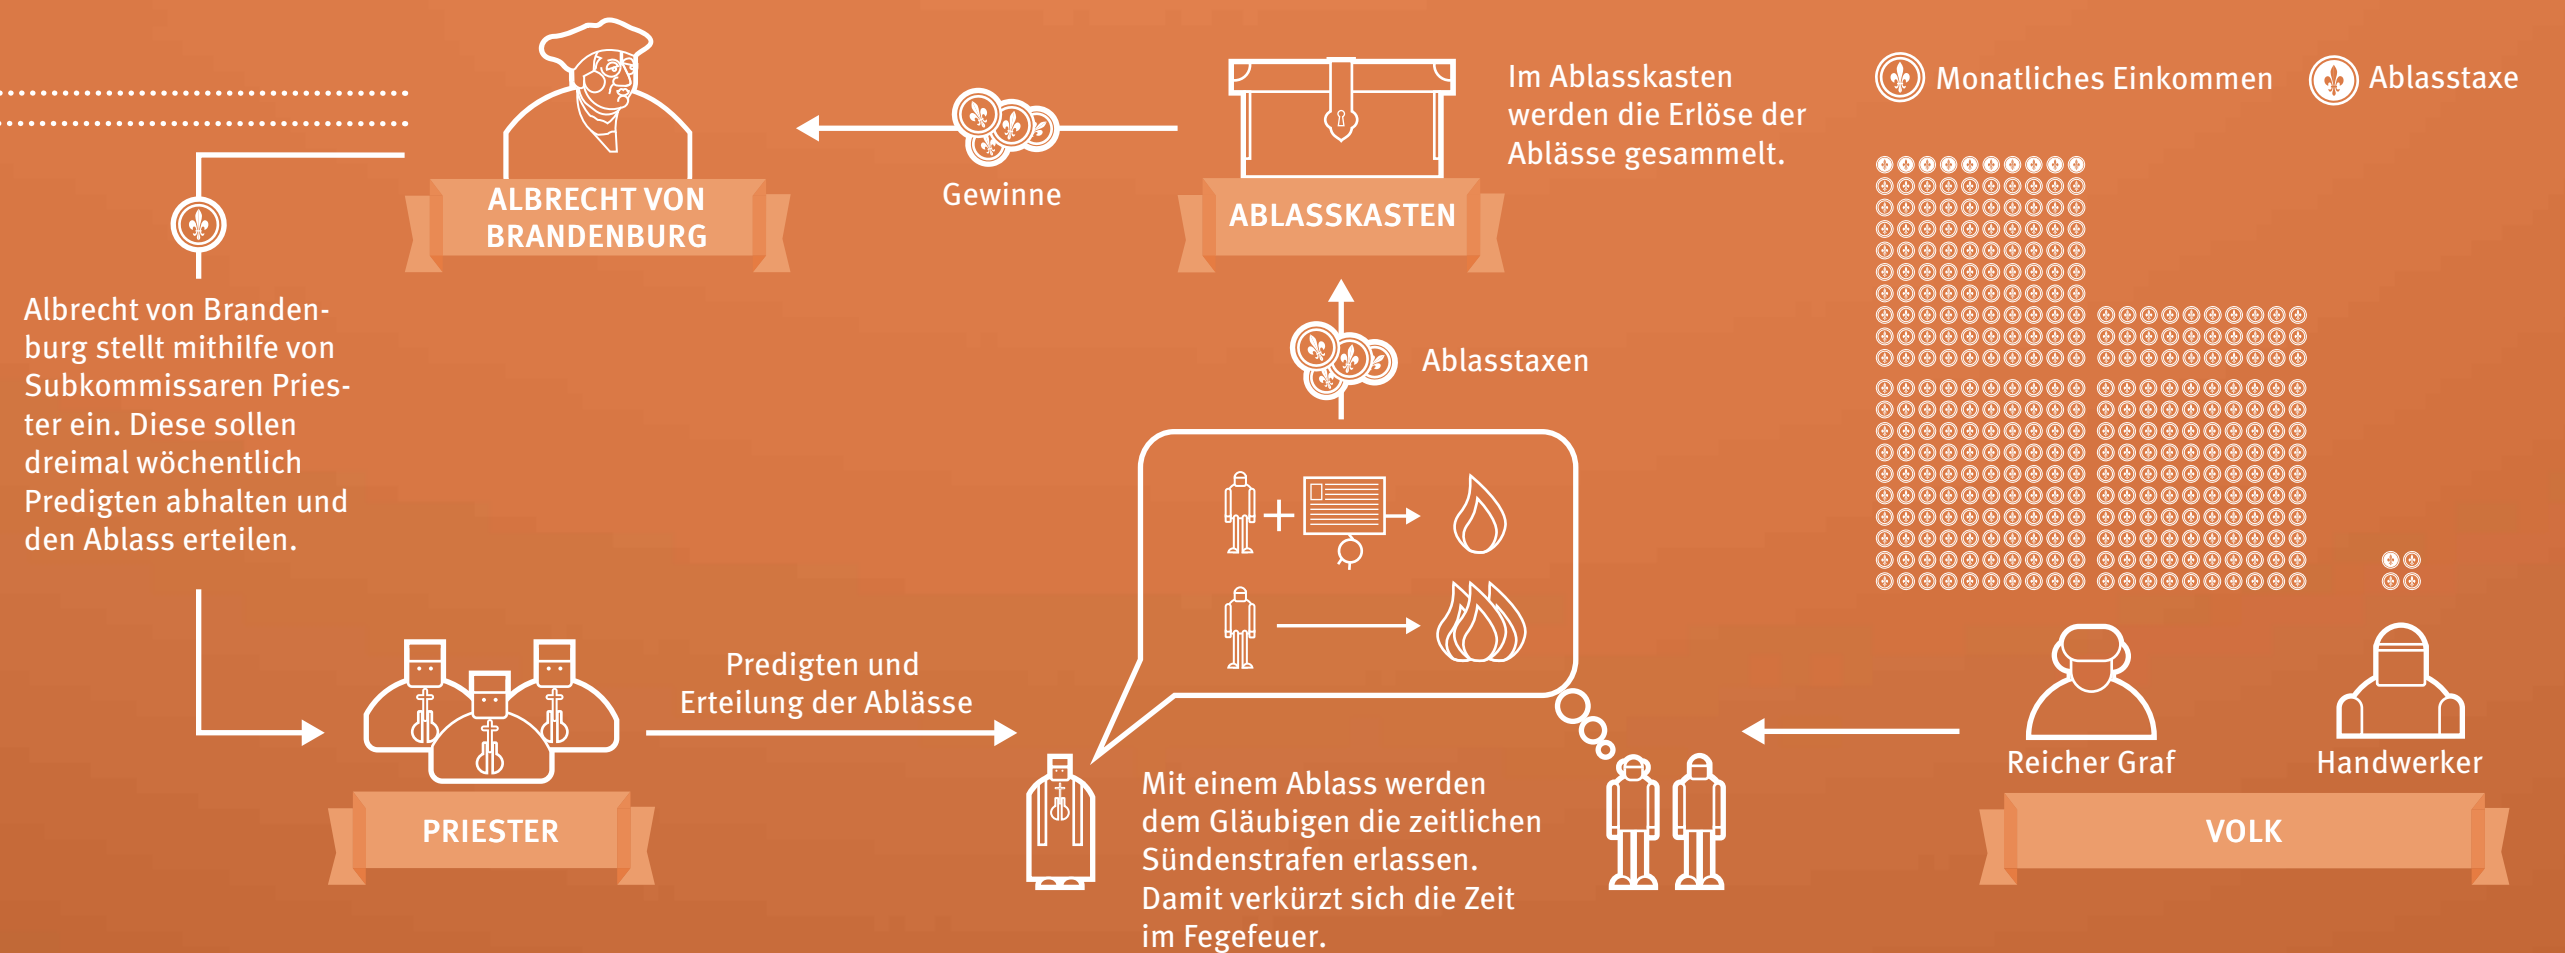 ALBRECHT VON
BRANDENBURG
Gewinne
ABLASSKASTEN
Im Ablasskasten
werden die Erlöse der
Ablässe gesammelt.
Monatliches Einkommen
Ablasstaxe
Albrecht von Branden-
burg stellt mithilfe von
Subkommissaren Pries-
ter ein. Diese sollen
dreimal wöchentlich
Predigten abhalten und
den Ablass erteilen.
Ablasstaxen
PRIESTER
Predigten und
Erteilung der Ablässe
Mit einem Ablass werden
dem Gläubigen die zeitlichen
Sündenstrafen erlassen.
Damit verkürzt sich die Zeit
im Fegefeuer.
Reicher Graf
Handwerker
VOLK